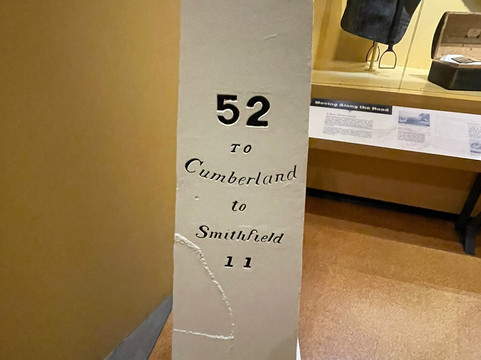 52
TO
Cumberland
to
Smithfield
11
Moving Along the Road